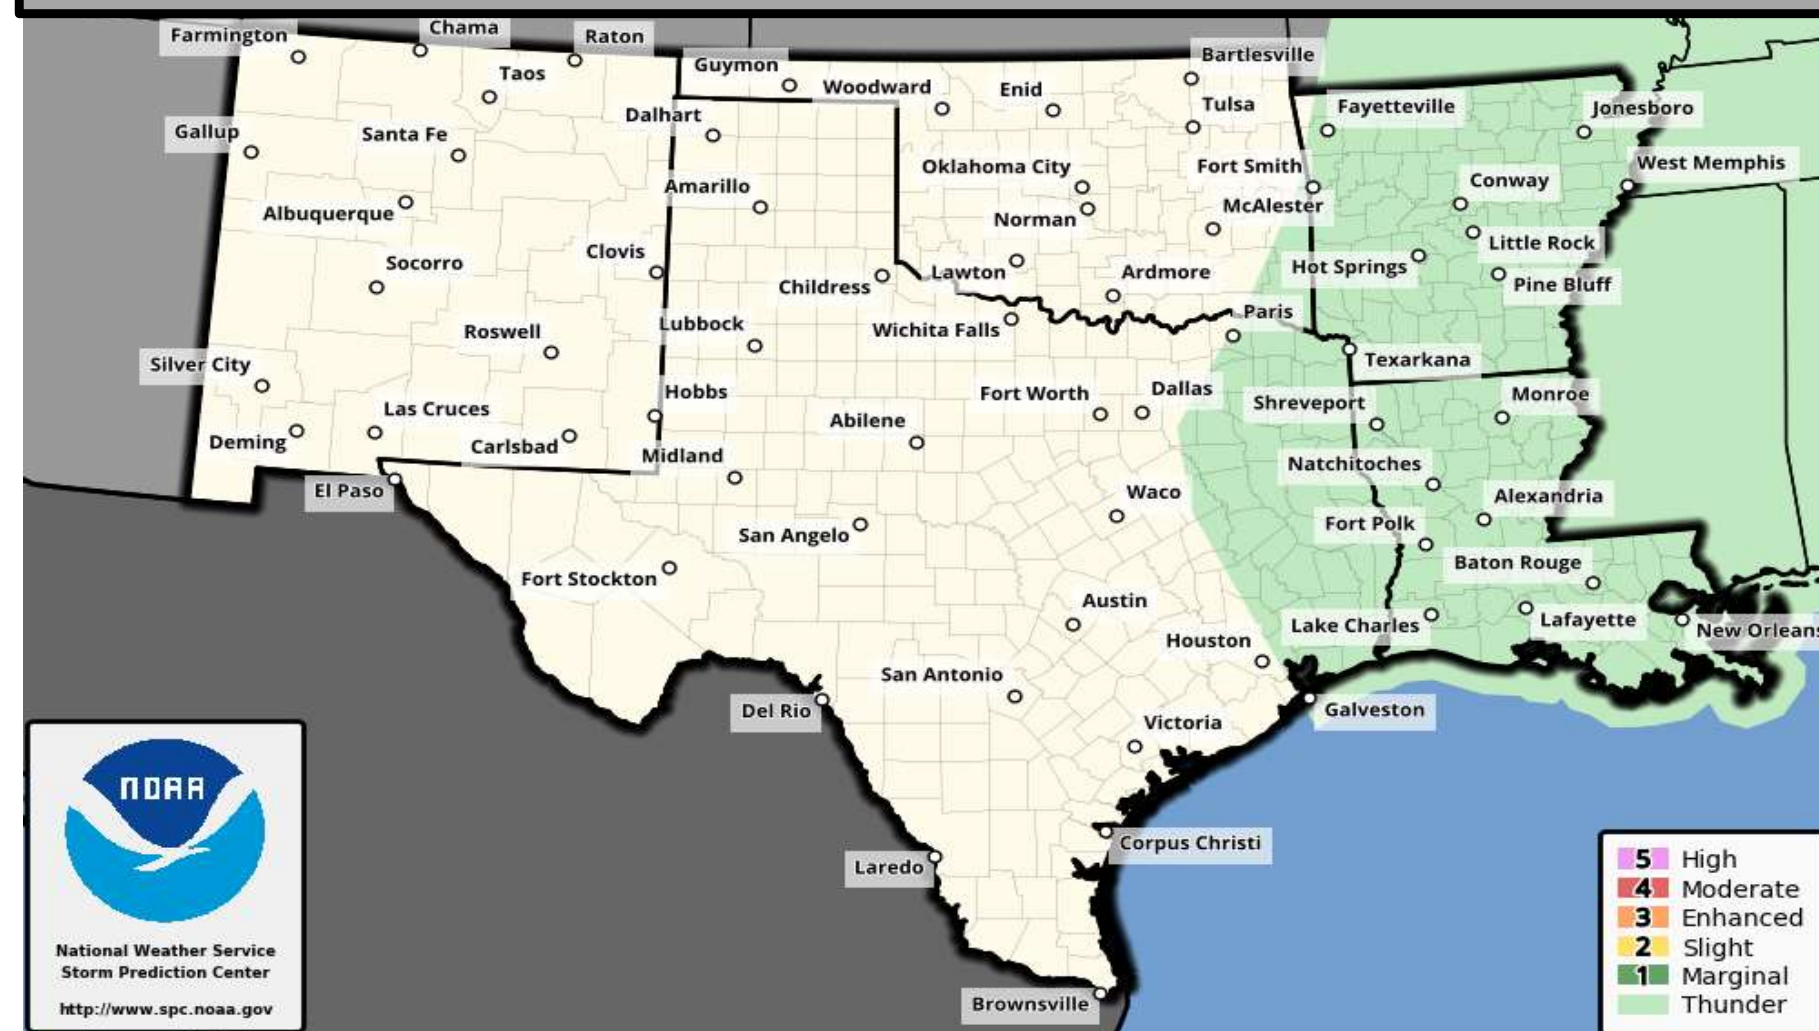 Farmington
Chama
Raton
Taos
Guymon
Woodward
Enid
Bartlesville
Tulsa
Fayetteville
Jonesboro
Gallup
Santa Fe
Dalhart
Oklahoma City
Fort Smith
Conway
West Memphis
Albuquerque
Amarillo
Norman
McAlester
Little Rock
Socorro
Clovis
Childress
Lawton
Ardmore
Hot Springs
Pine Bluff
Roswell
Lubbock
Wichita Falls
Paris
Texarkana
Silver City
Hobbs
Fort Worth
Dallas
Shreveport
Monroe
Deming
Las Cruces
Carlsbad
Midland
Abilene
Natchitoches
El Paso
Waco
Alexandria
San Angelo
Fort Polk
Fort Stockton
Baton Rouge
Austin
Houston
Lake Charles
Lafayette
New Orleans
San Antonio
Del Rio
Victoria
Galveston
Corpus Christi
Laredo
Brownsville
NOAA
National Weather Service
Storm Prediction Center
http://www.spc.noaa.gov
5 High
4 Moderate
3 Enhanced
2 Slight
1 Marginal
Thunder